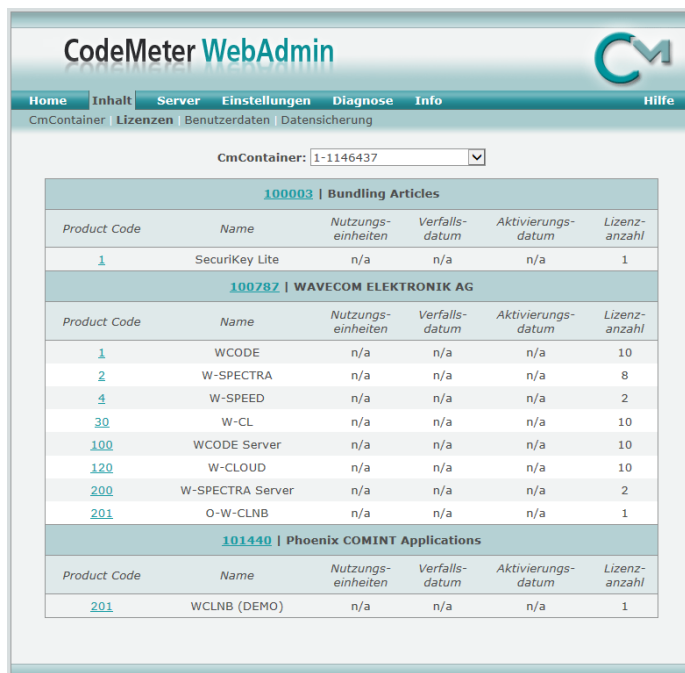 CodeMeter WebAdmin
CM
Home Inhalt Server Einstellungen Diagnose Info Hilfe
CmContainer | Lizenzen | Benutzerdaten | Datensicherung
CmContainer: 1-1146437
100003 | Bundling Articles
Product Code Name Nutzungs-einheiten Verfalls-datum Aktivierungs-datum Lizenz-anzahl
1 SecuriKey Lite n/a n/a n/a 1
100787 | WAVECOM ELEKTRONIK AG
Product Code Name Nutzungs-einheiten Verfalls-datum Aktivierungs-datum Lizenz-anzahl
1 WCODE n/a n/a n/a 10
2 W-SPECTRA n/a n/a n/a 8
4 W-SPEED n/a n/a n/a 2
30 W-CL n/a n/a n/a 10
100 WCODE Server n/a n/a n/a 10
120 W-CLOUD n/a n/a n/a 10
200 W-SPECTRA Server n/a n/a n/a 2
201 O-W-CLNB n/a n/a n/a 1
101440 | Phoenix COMINT Applications
Product Code Name Nutzungs-einheiten Verfalls-datum Aktivierungs-datum Lizenz-anzahl
201 WCLNB (DEMO) n/a n/a n/a 1